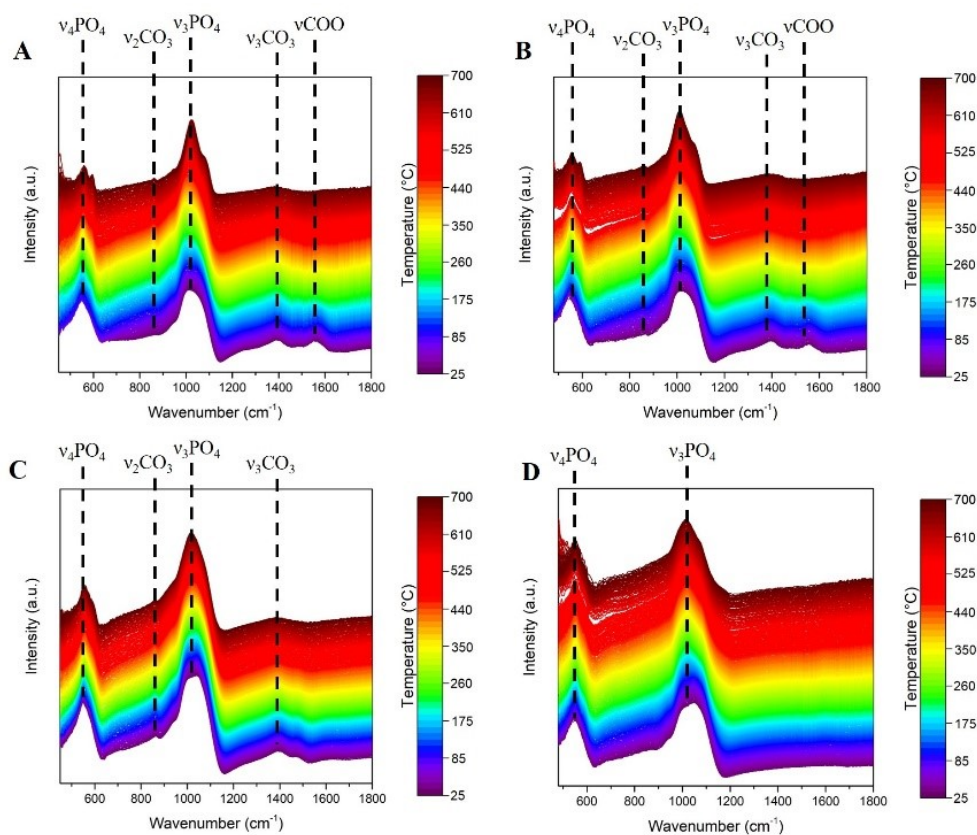 A
ν₄PO₄ ν₂CO₃ ν₃PO₄ ν₃CO₃ νCOO
Intensity (a.u.)
600 800 1000 1200 1400 1600 1800
Wavenumber (cm⁻¹)
Temperature (°C)
700
610
525
440
350
260
175
85
25
B
ν₄PO₄ ν₂CO₃ ν₃PO₄ ν₃CO₃ νCOO
Intensity (a.u.)
600 800 1000 1200 1400 1600 1800
Wavenumber (cm⁻¹)
Temperature (°C)
700
610
525
440
350
260
175
85
25
C
ν₄PO₄ ν₂CO₃ ν₃PO₄ ν₃CO₃
Intensity (a.u.)
600 800 1000 1200 1400 1600 1800
Wavenumber (cm⁻¹)
Temperature (°C)
700
610
525
440
350
260
175
85
25
D
ν₄PO₄ ν₃PO₄
Intensity (a.u.)
600 800 1000 1200 1400 1600 1800
Wavenumber (cm⁻¹)
Temperature (°C)
700
610
525
440
350
260
175
85
25